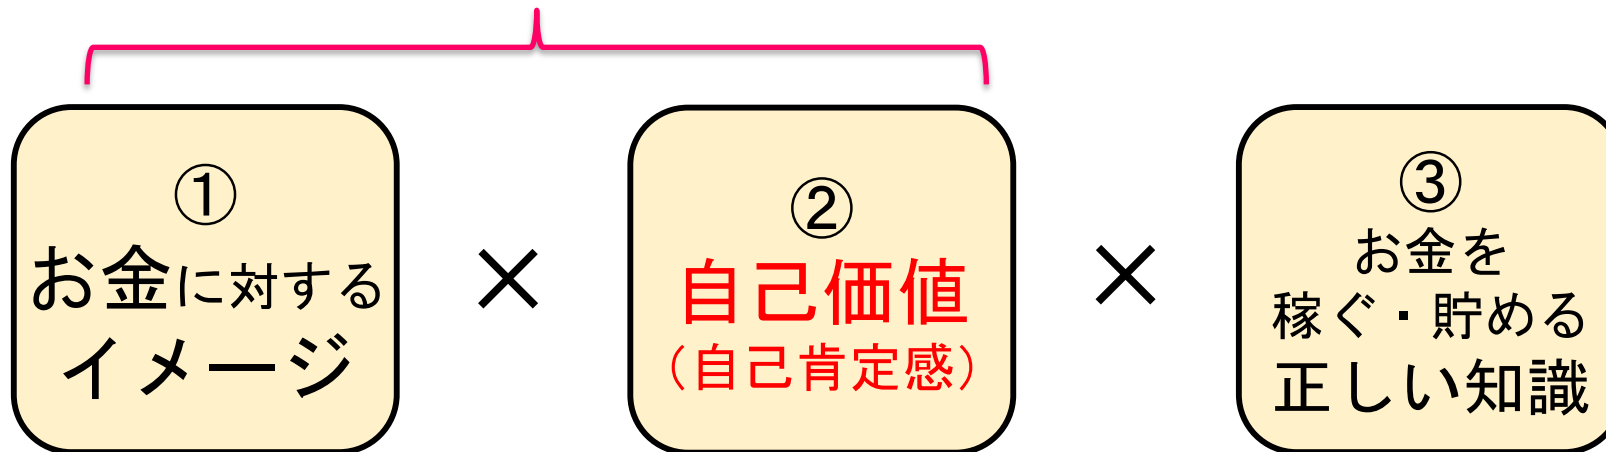 ①
お金に対する
イメージ
×
②
自己価値
（自己肯定感）
×
③
お金を
稼ぐ・貯める
正しい知識